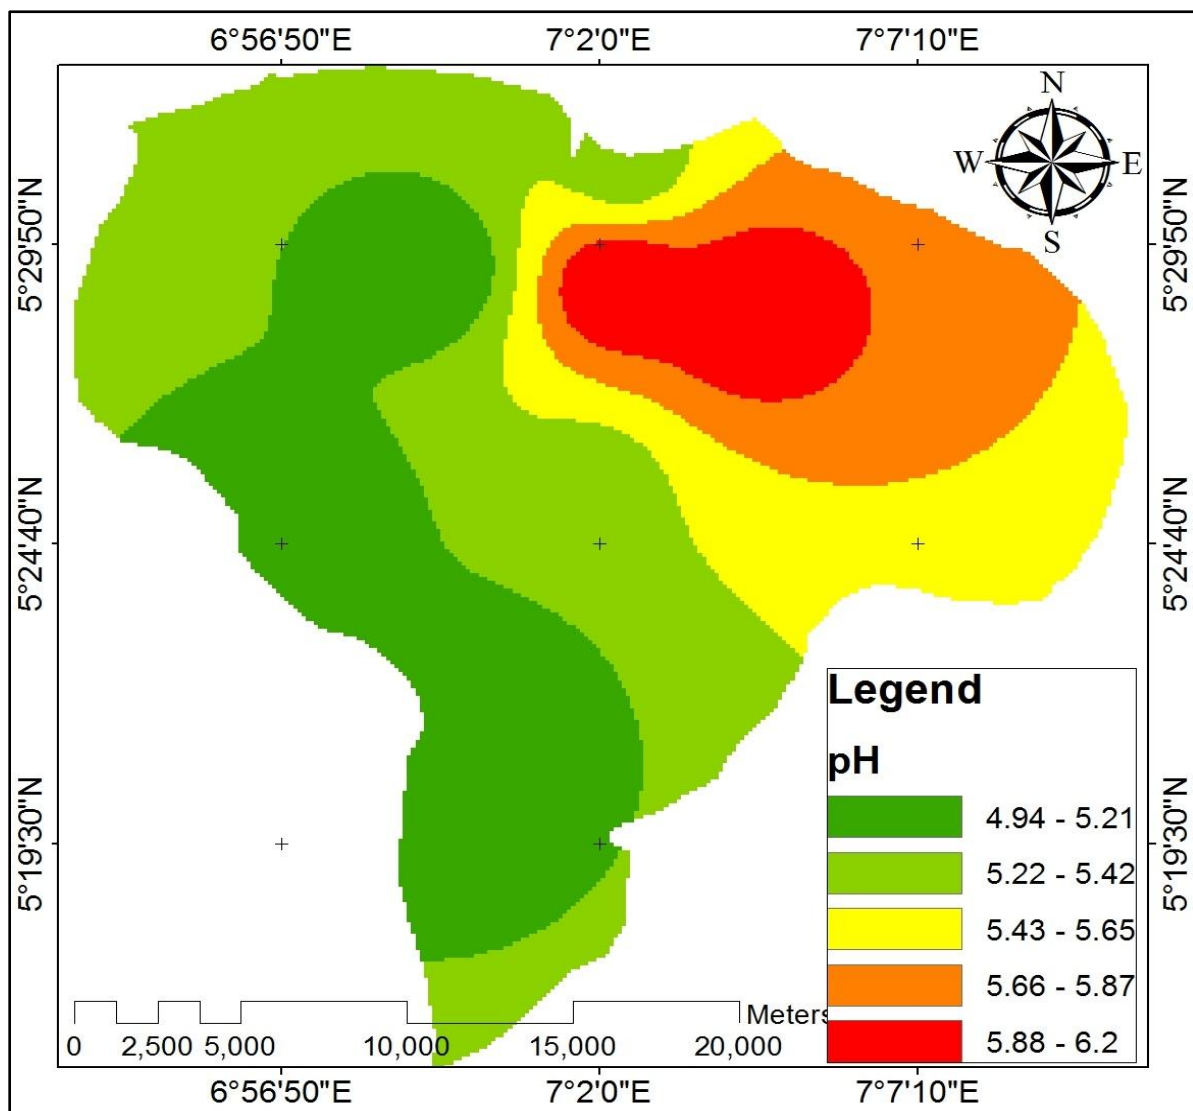 6°56'50"E 7°2'0"E 7°7'10"E
N
W E
S
5°29'50"N 5°29'50"N
5°24'40"N 5°24'40"N
5°19'30"N 5°19'30"N
Legend
pH
4.94 - 5.21
5.22 - 5.42
5.43 - 5.65
5.66 - 5.87
5.88 - 6.2
Meters
0 2,500 5,000 10,000 15,000 20,000
6°56'50"E 7°2'0"E 7°7'10"E